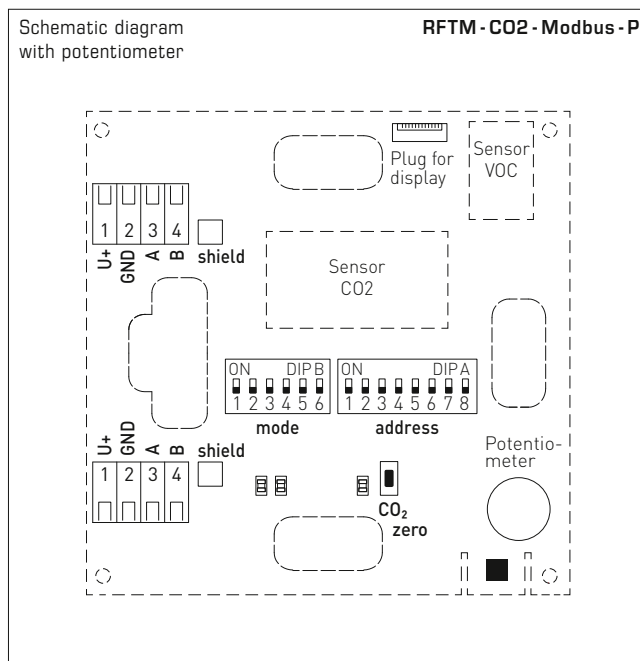 Schematic diagram
with potentiometer
RFTM - CO2 - Modbus - P
Plug for
display
Sensor
VOC
1 2 3 4
U+ GND A B shield
Sensor
CO2
ON DIP B
1 2 3 4 5 6
mode
ON DIP A
1 2 3 4 5 6 7 8
address
U+ GND A B shield
1 2 3 4
Potentio-
meter
CO₂
zero